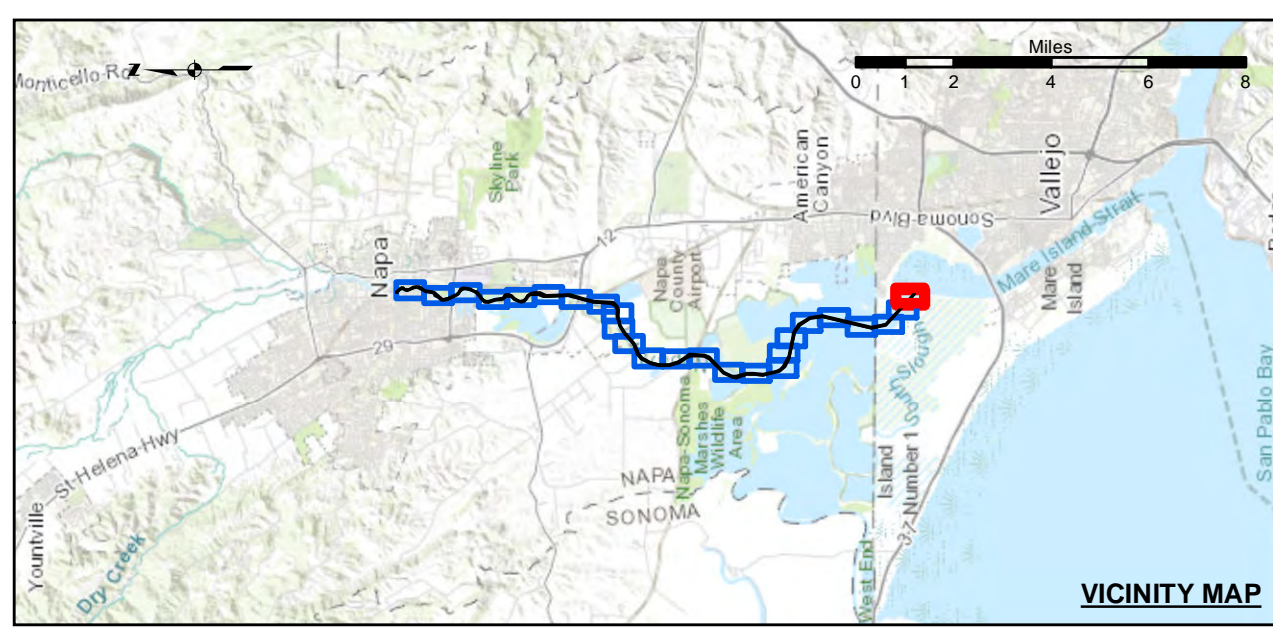 Miles
0 1 2 4 6 8
Z
Monticello-Rd
Skyline
Park
American
Canyon
Vallejo
Sonoma-Blvd
Mare Island-Strait
Mare
Island
12
Napa
County
Airport
Napa
29
South Slough
St-Helena-Hwy
Napa-Sonoma
Marshes
Wildlife
Area
NAPA
SONOMA
Island
Number 1
37
San Pablo Bay
Yountville
Dry Creek
West End
VICINITY MAP